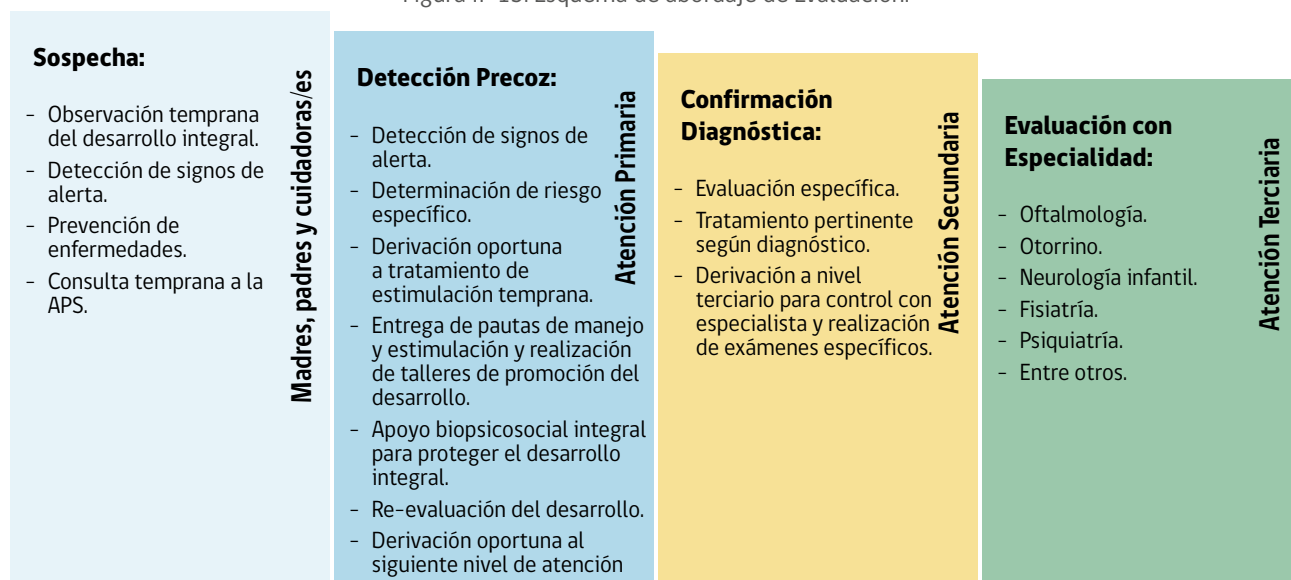 Sospecha:
- Observación temprana
del desarrollo integral.
- Detección de signos de
alerta.
- Prevención de
enfermedades.
- Consulta temprana a la
APS.
Madres, padres y cuidadoras/es
Detección Precoz:
- Detección de signos de
alerta.
- Determinación de riesgo
específico.
- Derivación oportuna
a tratamiento de
estimulación temprana.
- Entrega de pautas de manejo
y estimulación y realización
de talleres de promoción del
desarrollo.
- Apoyo biopsicosocial integral
para proteger el desarrollo
integral.
- Re-evaluación del desarrollo.
- Derivación oportuna al
siguiente nivel de atención
Atención Primaria
Confirmación
Diagnóstica:
- Evaluación específica.
- Tratamiento pertinente
según diagnóstico.
- Derivación a nivel
terciario para control con
especialista y realización
de exámenes específicos.
Atención Secundaria
Evaluación con
Especialidad:
- Oftalmología.
- Otorrino.
- Neurología infantil.
- Fisiatría.
- Psiquiatría.
- Entre otros.
Atención Terciaria